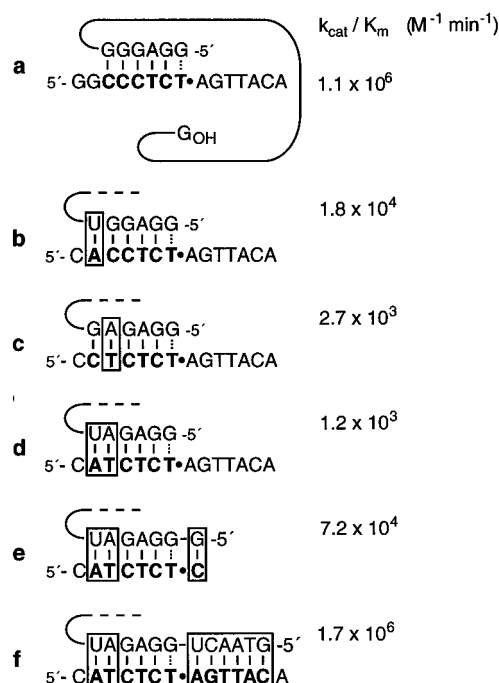 kcat / Km (M-1 min-1)
a
GGGAGG -5´
5´- GGCCCTCT•AGTTACA
1.1 x 10^6
GOH
b
UGGAGG -5´
5´- CACCTCT•AGTTACA
1.8 x 10^4
c
GAGAGG -5´
5´- CCTCTCT•AGTTACA
2.7 x 10^3
d
UAGAGG -5´
5´- CATCTCT•AGTTACA
1.2 x 10^3
e
UAGAGG-G-5´
5´- CATCTCT•C
7.2 x 10^4
f
UAGAGG-UCAATG-5´
5´- CATCTCT•AGTTACA
1.7 x 10^6